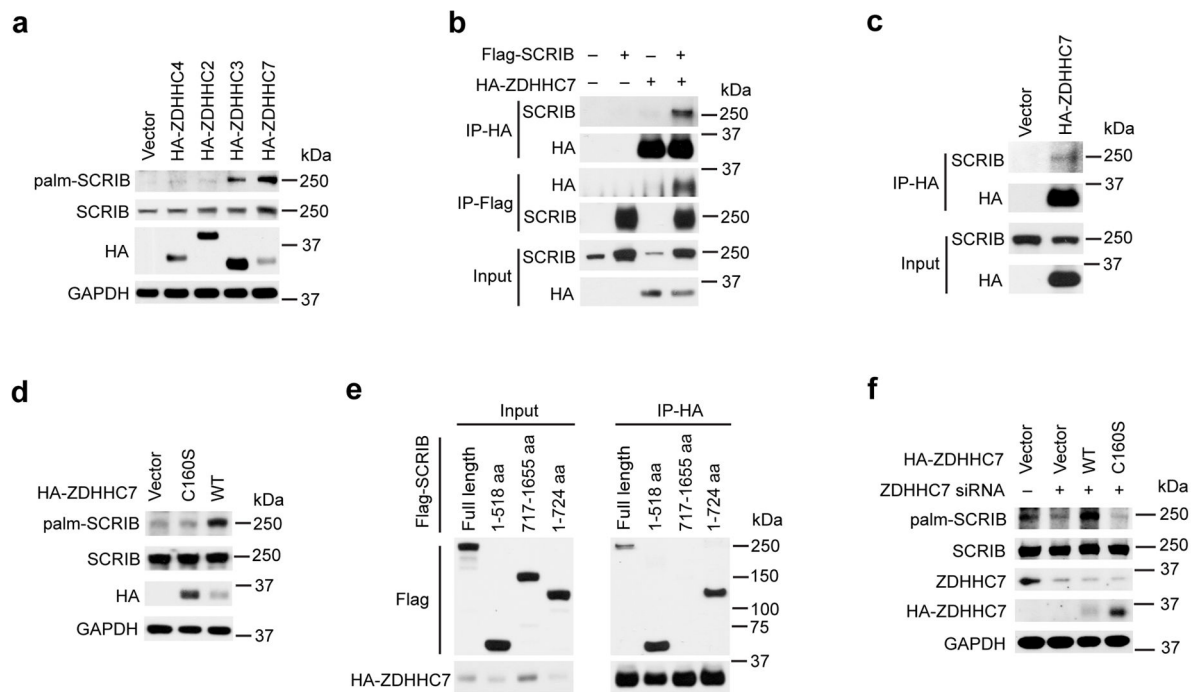 a
Vector
HA-ZDHHC4
HA-ZDHHC2
HA-ZDHHC3
HA-ZDHHC7
kDa
palm-SCRIB
250
SCRIB
250
HA
37
GAPDH
37
b
Flag-SCRIB – + – +
HA-ZDHHC7 – – + +
kDa
IP-HA
SCRIB
250
HA
37
IP-Flag
HA
37
SCRIB
250
Input
SCRIB
250
HA
37
c
Vector
HA-ZDHHC7
kDa
IP-HA
SCRIB
250
HA
37
Input
SCRIB
250
HA
37
d
HA-ZDHHC7
Vector
C160S
WT
kDa
palm-SCRIB
250
SCRIB
250
HA
37
GAPDH
37
e
Input
IP-HA
Flag-SCRIB
Full length
1-518 aa
717-1655 aa
1-724 aa
Full length
1-518 aa
717-1655 aa
1-724 aa
kDa
Flag
250
150
100
75
37
HA-ZDHHC7
f
HA-ZDHHC7
Vector
Vector
WT
C160S
ZDHHC7 siRNA – + + +
kDa
palm-SCRIB
250
SCRIB
250
ZDHHC7
37
HA-ZDHHC7
37
GAPDH
37